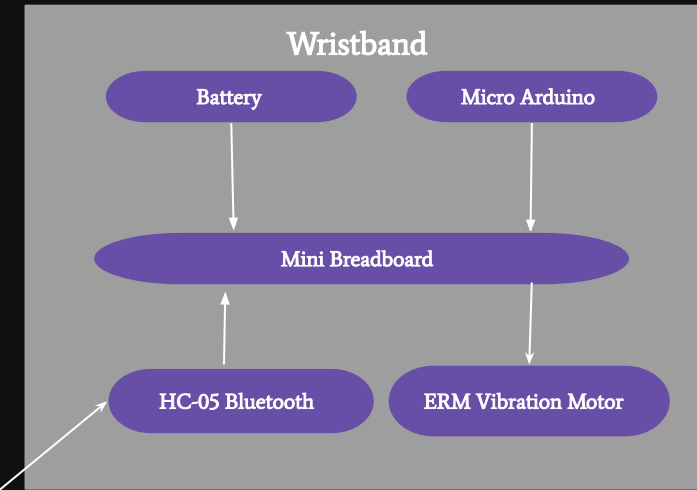 Wristband
Battery
Micro Arduino
Mini Breadboard
HC-05 Bluetooth
ERM Vibration Motor